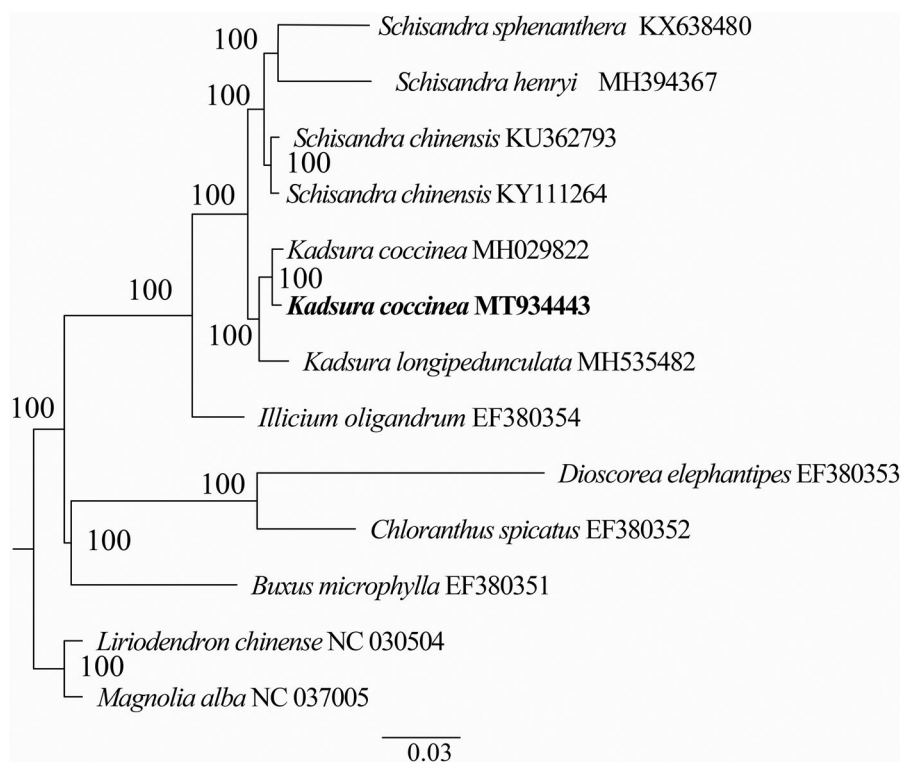 100
Schisandra sphenanthera KX638480
Schisandra henryi MH394367
100
Schisandra chinensis KU362793
100
Schisandra chinensis KY111264
100
Kadsura coccinea MH029822
100
Kadsura coccinea MT934443
100
100
Kadsura longipedunculata MH535482
Illicium oligandrum EF380354
100
Dioscorea elephantipes EF380353
100
Chloranthus spicatus EF380352
100
Buxus microphylla EF380351
Liriodendron chinense NC 030504
100
Magnolia alba NC 037005
0.03